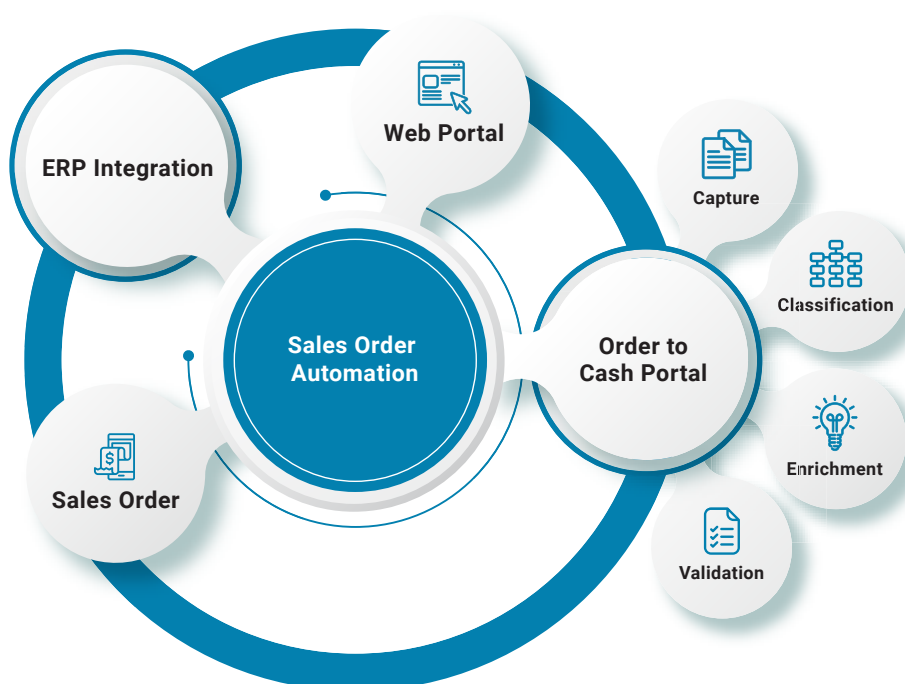 Web Portal
ERP Integration
Capture
Classification
Sales Order
Automation
Order to
Cash Portal
Enrichment
Sales Order
Validation